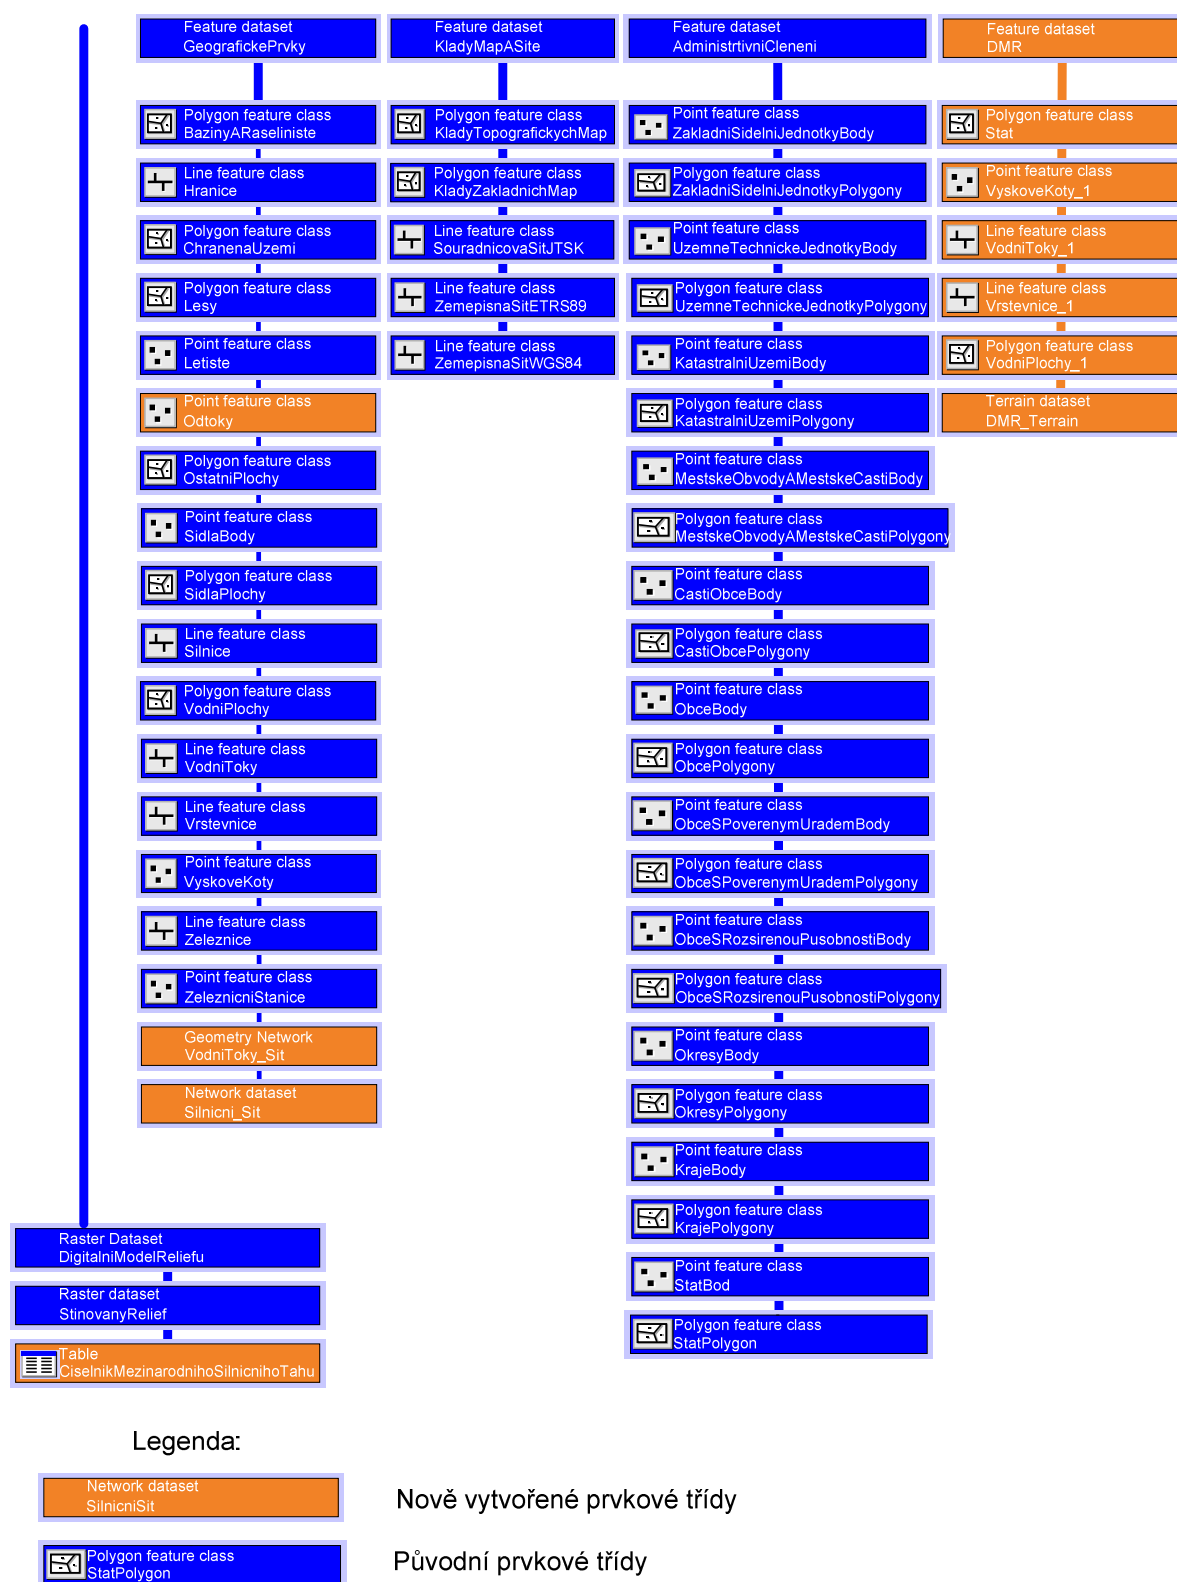 Feature dataset
GeografickePrvky
Polygon feature class
BazinyARaseliniste
Line feature class
Hranice
Polygon feature class
ChranenaUzemi
Polygon feature class
Lesy
Point feature class
Letiste
Point feature class
Odtoky
Polygon feature class
OstatniPlochy
Point feature class
SidlaBody
Polygon feature class
SidlaPlochy
Line feature class
Silnice
Polygon feature class
VodniPlochy
Line feature class
VodniToky
Line feature class
Vrstevnice
Point feature class
VyskoveKoty
Line feature class
Zeleznice
Point feature class
ZeleznicniStanice
Geometry Network
VodniToky_Sit
Network dataset
Silnicni_Sit
Feature dataset
KladyMapASite
Polygon feature class
KladyTopografickychMap
Polygon feature class
KladyZakladnichMap
Line feature class
SouradnicovaSitJTSK
Line feature class
ZemepisnaSitETRS89
Line feature class
ZemepisnaSitWGS84
Feature dataset
AdministrtivniCleneni
Point feature class
ZakladniSidelniJednotkyBody
Polygon feature class
ZakladniSidelniJednotkyPolygony
Point feature class
UzemneTechnickeJednotkyBody
Polygon feature class
UzemneTechnickeJednotkyPolygony
Point feature class
KatastralniUzemiBody
Polygon feature class
KatastralniUzemiPolygony
Point feature class
MestskeObvodyAMestskeCastiBody
Polygon feature class
MestskeObvodyAMestskeCastiPolygony
Point feature class
CastiObceBody
Polygon feature class
CastiObcePolygony
Point feature class
ObceBody
Polygon feature class
ObcePolygony
Point feature class
ObceSPoverenymUrademBody
Polygon feature class
ObceSPoverenymUrademPolygony
Point feature class
ObceSRozsirenouPusobnostiBody
Polygon feature class
ObceSRozsirenouPusobnostiPolygony
Point feature class
OkresyBody
Polygon feature class
OkresyPolygony
Point feature class
KrajeBody
Polygon feature class
KrajePolygony
Point feature class
StatBod
Polygon feature class
StatPolygon
Feature dataset
DMR
Polygon feature class
Stat
Point feature class
VyskoveKoty_1
Line feature class
VodniToky_1
Line feature class
Vrstevnice_1
Polygon feature class
VodniPlochy_1
Terrain dataset
DMR_Terrain
Raster Dataset
DigitalniModelReliefu
Raster dataset
StinovanyRelief
Table
CiselnikMezinarodnihoSilnicnihoTahu
Legenda:
Network dataset
SilnicniSit
Nově vytvořené prvkové třídy
Polygon feature class
StatPolygon
Původní prvkové třídy